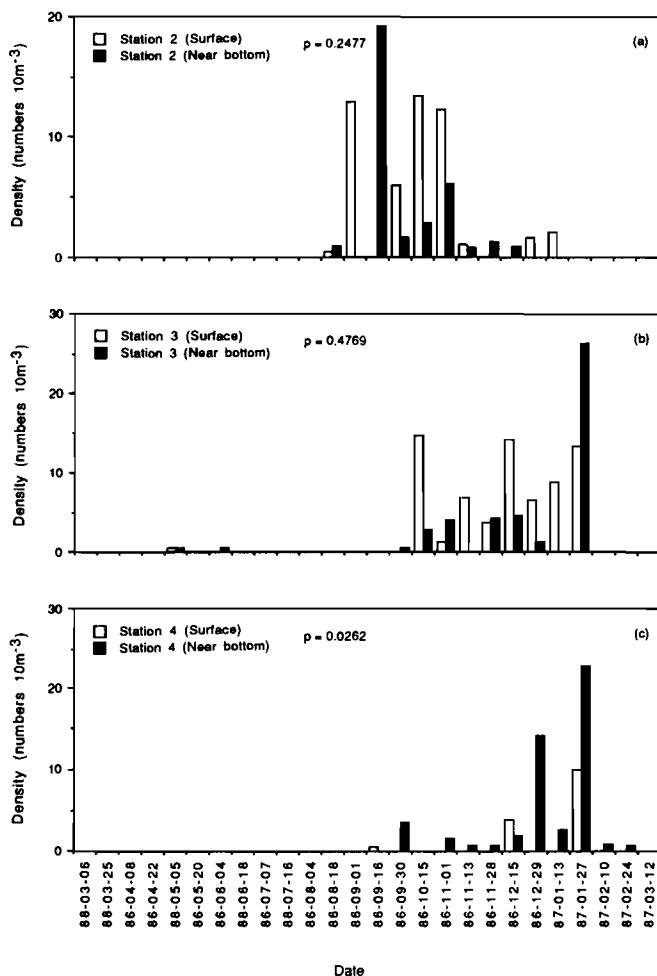 20
10
0
Density (numbers 10m⁻³)
Station 2 (Surface)
Station 2 (Near bottom)
p = 0.2477
(a)
30
20
10
0
Density (numbers 10m⁻³)
Station 3 (Surface)
Station 3 (Near bottom)
p = 0.4769
(b)
30
20
10
0
Density (numbers 10m⁻³)
Station 4 (Surface)
Station 4 (Near bottom)
p = 0.0262
(c)
88-03-06
88-03-25
86-04-08
86-04-22
88-05-05
86-05-20
86-06-04
86-06-18
86-07-07
88-07-16
86-08-04
86-08-18
86-09-01
86-09-16
86-09-30
86-10-15
86-11-01
86-11-13
86-11-28
86-12-15
86-12-29
87-01-13
87-01-27
87-02-10
87-02-24
87-03-12
Date